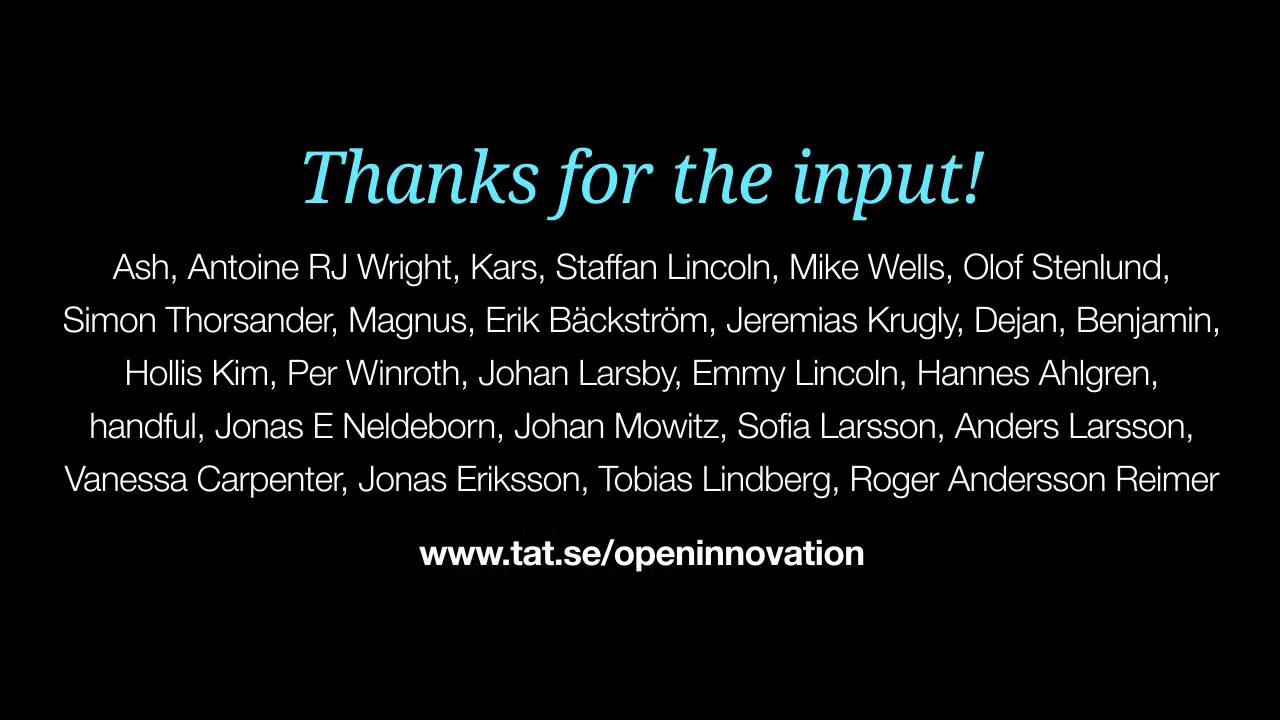 Thanks for the input!
Ash, Antoine RJ Wright, Kars, Staffan Lincoln, Mike Wells, Olof Stenlund,
Simon Thorsander, Magnus, Erik Bäckström, Jeremias Krugly, Dejan, Benjamin,
Hollis Kim, Per Winroth, Johan Larsby, Emmy Lincoln, Hannes Ahlgren,
handful, Jonas E Neldeborn, Johan Mowitz, Sofia Larsson, Anders Larsson,
Vanessa Carpenter, Jonas Eriksson, Tobias Lindberg, Roger Andersson Reimer
www.tat.se/openinnovation